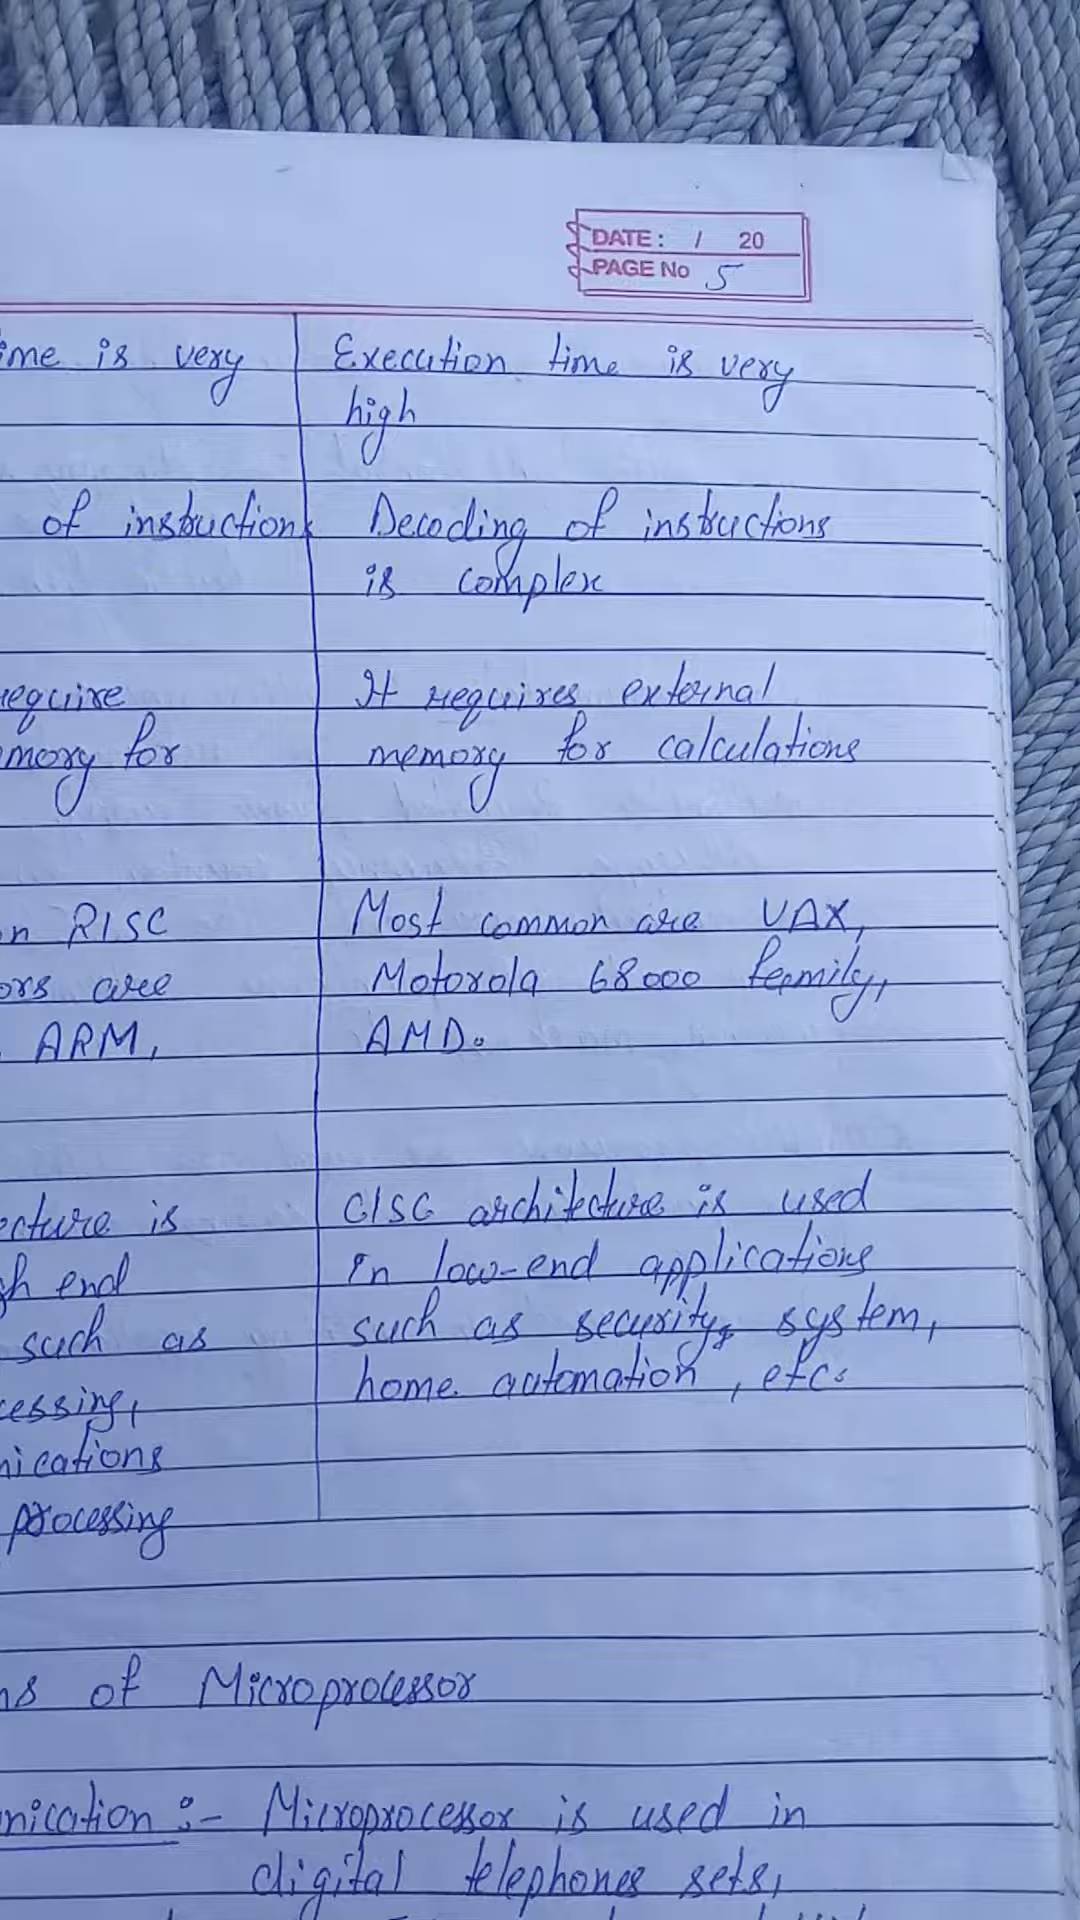 DATE: / 20
PAGE No 5
ime is very
Execution time is very
high
of instructions
Decoding of instructions
is complex
require
mory for
It requires external
memory for calculations
n RISC
ors are
ARM,
Most common are VAX,
Motorola 68000 family,
AMD.
ecture is
gh end
such as
cessing,
nications
processing
CISC architecture is used
in low-end applications
such as security, system,
home automation, etc.
ns of Microprocessor
nication :- Microprocessor is used in
digital telephones sets,